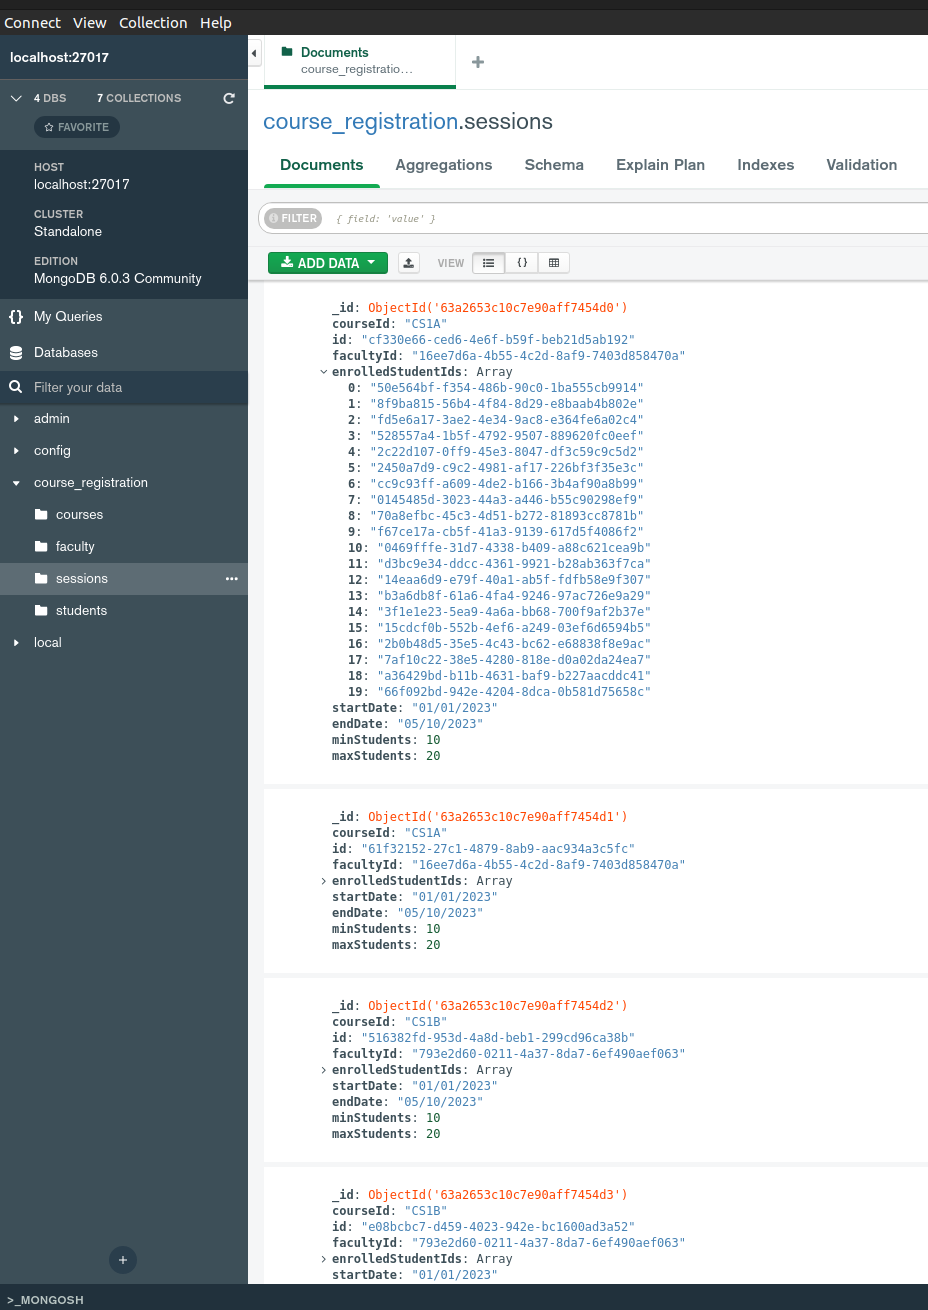 Connect View Collection Help
localhost:27017
4 DBS 7 COLLECTIONS
FAVORITE
HOST
localhost:27017
CLUSTER
Standalone
EDITION
MongoDB 6.0.3 Community
{} My Queries
Databases
Filter your data
admin
config
course_registration
courses
faculty
sessions
students
local
>_MONGOSH
Documents
course_registratio...
course_registration.sessions
Documents Aggregations Schema Explain Plan Indexes Validation
FILTER { field: 'value' }
ADD DATA VIEW {}
_id: ObjectId('63a2653c10c7e90aff7454d0')
courseId: "CS1A"
id: "cf330e66-ced6-4e6f-b59f-beb21d5ab192"
facultyId: "16ee7d6a-4b55-4c2d-8af9-7403d858470a"
enrolledStudentIds: Array
0: "50e564bf-f354-486b-90c0-1ba555cb9914"
1: "8f9ba815-56b4-4f84-8d29-e8baab4b802e"
2: "fd5e6a17-3ae2-4e34-9ac8-e364fe6a02c4"
3: "528557a4-1b5f-4792-9507-889620fc0eef"
4: "2c22d107-0ff9-45e3-8047-df3c59c9c5d2"
5: "2450a7d9-c9c2-4981-af17-226bf3f35e3c"
6: "cc9c93ff-a609-4de2-b166-3b4af90a8b99"
7: "0145485d-3023-44a3-a446-b55c90298ef9"
8: "70a8efbc-45c3-4d51-b272-81893cc8781b"
9: "f67ce17a-cb5f-41a3-9139-617d5f4086f2"
10: "0469fffe-31d7-4338-b409-a88c621cea9b"
11: "d3bc9e34-ddcc-4361-9921-b28ab363f7ca"
12: "14eaa6d9-e79f-40a1-ab5f-fdfb58e9f307"
13: "b3a6db8f-61a6-4fa4-9246-97ac726e9a29"
14: "3f1e1e23-5ea9-4a6a-bb68-700f9af2b37e"
15: "15cdcf0b-552b-4ef6-a249-03ef6d6594b5"
16: "2b0b48d5-35e5-4c43-bc62-e68838f8e9ac"
17: "7af10c22-38e5-4280-818e-d0a02da24ea7"
18: "a36429bd-b11b-4631-baf9-b227aacddc41"
19: "66f092bd-942e-4204-8dca-0b581d75658c"
startDate: "01/01/2023"
endDate: "05/10/2023"
minStudents: 10
maxStudents: 20
_id: ObjectId('63a2653c10c7e90aff7454d1')
courseId: "CS1A"
id: "61f32152-27c1-4879-8ab9-aac934a3c5fc"
facultyId: "16ee7d6a-4b55-4c2d-8af9-7403d858470a"
enrolledStudentIds: Array
startDate: "01/01/2023"
endDate: "05/10/2023"
minStudents: 10
maxStudents: 20
_id: ObjectId('63a2653c10c7e90aff7454d2')
courseId: "CS1B"
id: "516382fd-953d-4a8d-beb1-299cd96ca38b"
facultyId: "793e2d60-0211-4a37-8da7-6ef490aef063"
enrolledStudentIds: Array
startDate: "01/01/2023"
endDate: "05/10/2023"
minStudents: 10
maxStudents: 20
_id: ObjectId('63a2653c10c7e90aff7454d3')
courseId: "CS1B"
id: "e08bcbc7-d459-4023-942e-bc1600ad3a52"
facultyId: "793e2d60-0211-4a37-8da7-6ef490aef063"
enrolledStudentIds: Array
startDate: "01/01/2023"